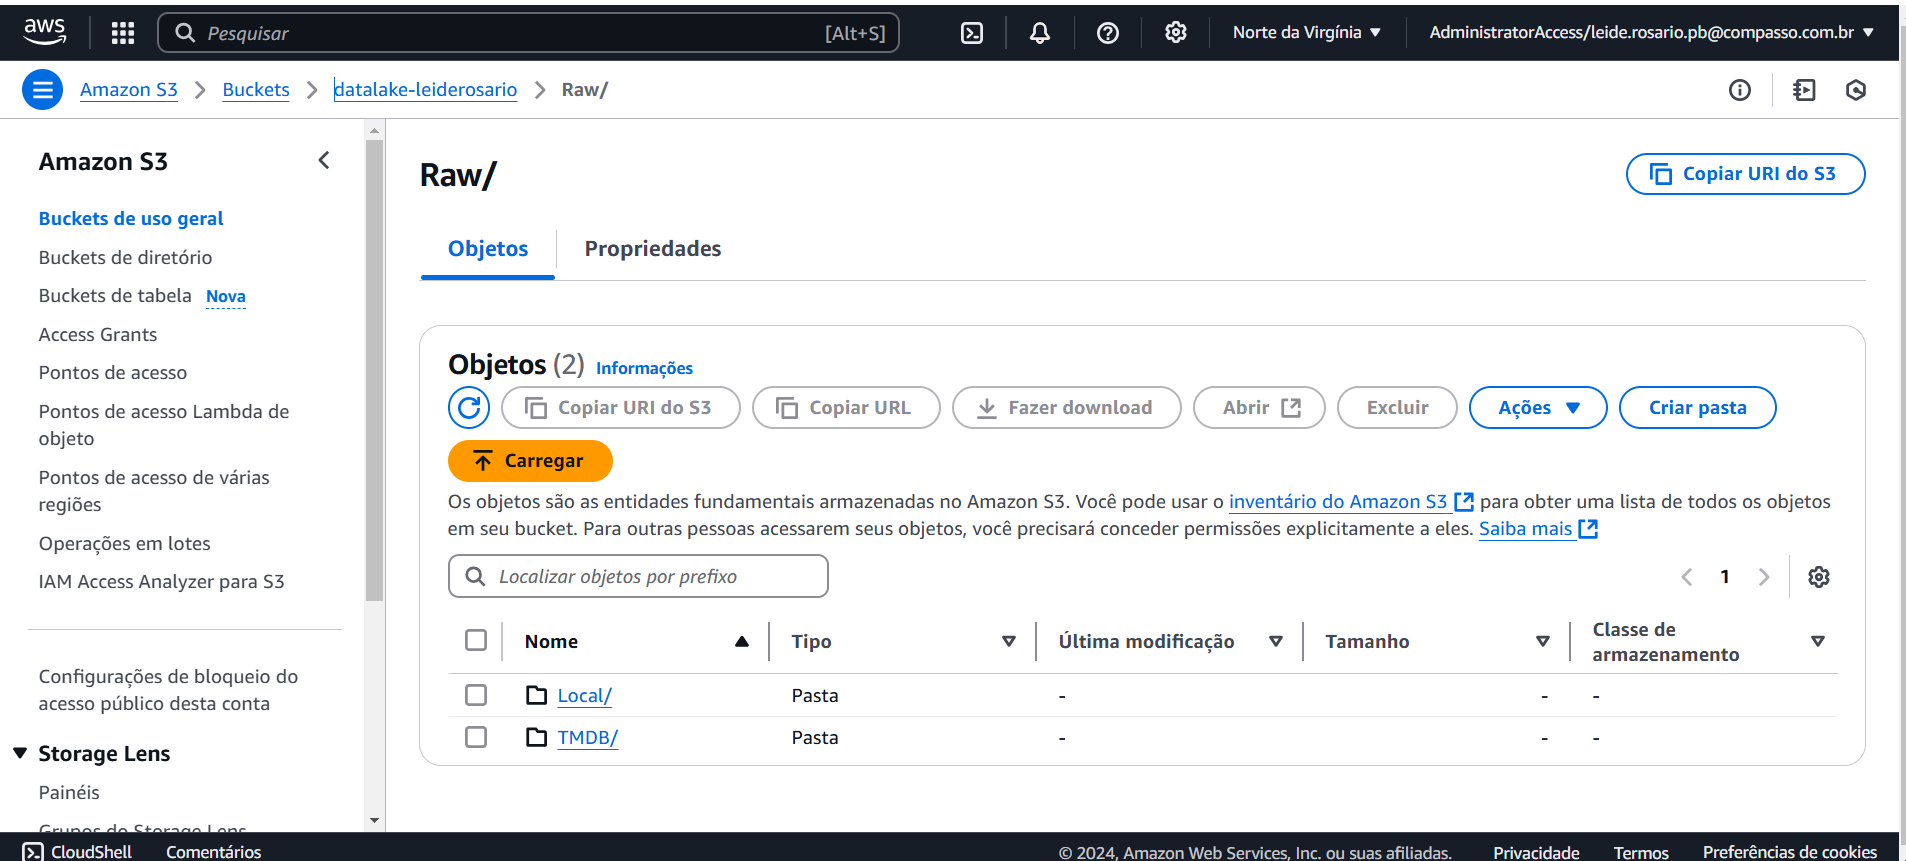 aws
Pesquisar [Alt+S] Norte da Virgínia AdministratorAccess/leide.rosario.pb@compasso.com.br
Amazon S3 Buckets datalake-leiderosario Raw/
Amazon S3
Buckets de uso geral
Buckets de diretório
Buckets de tabela Nova
Access Grants
Pontos de acesso
Pontos de acesso Lambda de
objeto
Pontos de acesso de várias
regiões
Operações em lotes
IAM Access Analyzer para S3
Configurações de bloqueio do
acesso público desta conta
Storage Lens
Painéis
Grupos do Storage Lens
Raw/
Copiar URI do S3
Objetos Propriedades
Objetos (2) Informações
Copiar URI do S3 Copiar URL Fazer download Abrir Excluir Ações Criar pasta
Carregar
Os objetos são as entidades fundamentais armazenadas no Amazon S3. Você pode usar o inventário do Amazon S3 para obter uma lista de todos os objetos
em seu bucket. Para outras pessoas acessarem seus objetos, você precisará conceder permissões explicitamente a eles. Saiba mais
Localizar objetos por prefixo
1
Nome Tipo Última modificação Tamanho Classe de
armazenamento
Local/ Pasta - - -
TMDB/ Pasta - - -
CloudShell Comentários © 2024, Amazon Web Services, Inc. ou suas afiliadas. Privacidade Termos Preferências de cookies